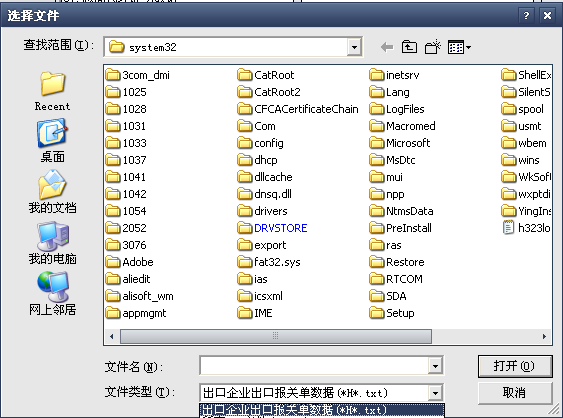 选择文件
查找范围(I):
system32
Recent
桌面
我的文档
我的电脑
网上邻居
3com_dmi
1025
1028
1031
1033
1037
1041
1042
1054
2052
3076
Adobe
aliedit
alisoft_wm
appmgmt
CatRoot
CatRoot2
CFCACertificateChain
Com
config
dhcp
dllcache
dnsq.dll
drivers
DRVSTORE
export
fat32.sys
ias
icsxml
IME
inetsrv
Lang
LogFiles
Macromed
Microsoft
MsDtc
mui
npp
NtmsData
PreInstall
ras
Restore
RTCOM
SDA
Setup
ShellEx
SilentS
spool
usmt
wbem
wins
WkSoft
wxptdi
YingIns
h323lo
文件名(N):
打开(O)
文件类型(T):
出口企业出口报关单数据(*H*.txt)
取消
出口企业出口报关单数据(*H*.txt)